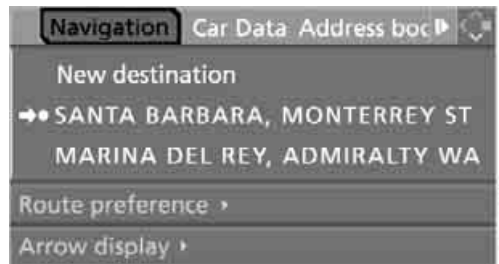 Navigation Car Data Address boc
New destination
SANTA BARBARA, MONTERREY ST
MARINA DEL REY, ADMIRALTY WA
Route preference
Arrow display